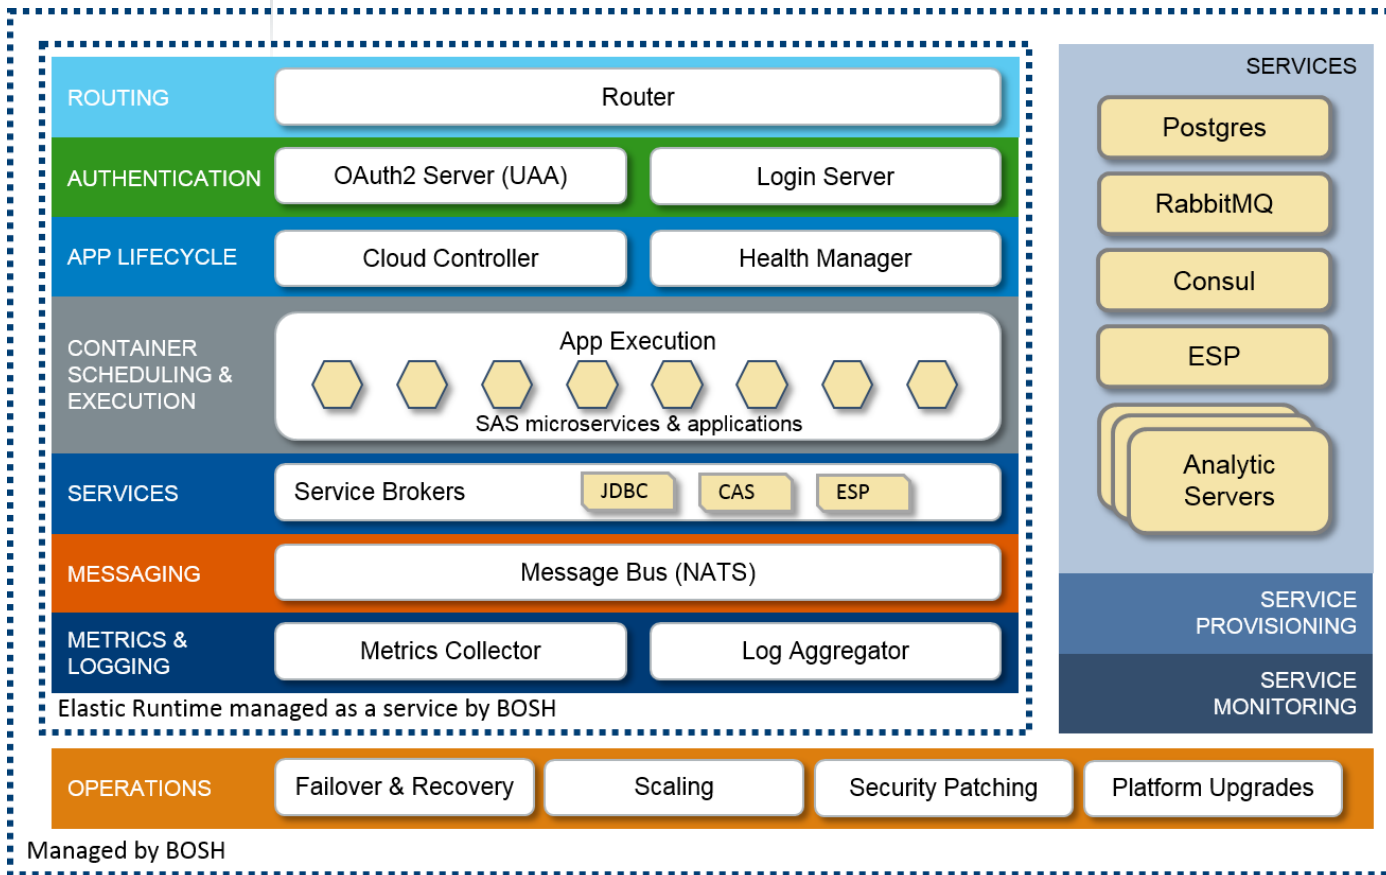 ROUTING
Router
AUTHENTICATION
OAuth2 Server (UAA)
Login Server
APP LIFECYCLE
Cloud Controller
Health Manager
CONTAINER
SCHEDULING &
EXECUTION
App Execution
SAS microservices & applications
SERVICES
Service Brokers
JDBC
CAS
ESP
MESSAGING
Message Bus (NATS)
METRICS &
LOGGING
Metrics Collector
Log Aggregator
Elastic Runtime managed as a service by BOSH
SERVICES
Postgres
RabbitMQ
Consul
ESP
Analytic
Servers
SERVICE
PROVISIONING
SERVICE
MONITORING
OPERATIONS
Failover & Recovery
Scaling
Security Patching
Platform Upgrades
Managed by BOSH